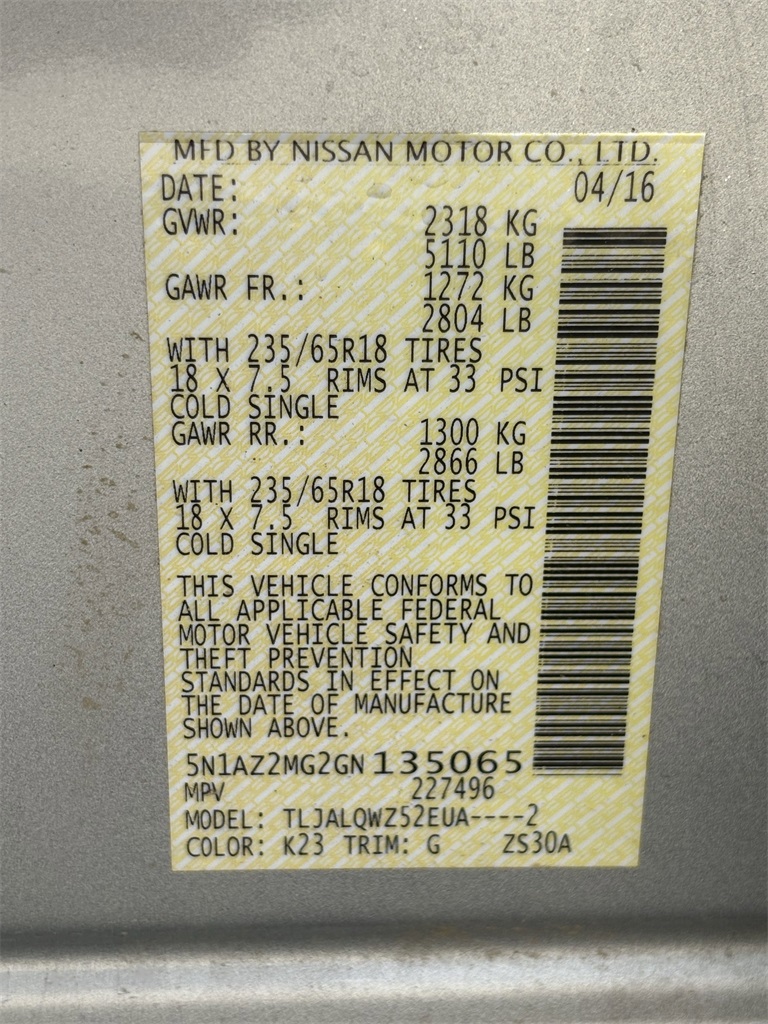 MFD BY NISSAN MOTOR CO., LTD.
DATE: 04/16
GVWR: 2318 KG
5110 LB
GAWR FR.: 1272 KG
2804 LB
WITH 235/65R18 TIRES
18 X 7.5 RIMS AT 33 PSI
COLD SINGLE
GAWR RR.: 1300 KG
2866 LB
WITH 235/65R18 TIRES
18 X 7.5 RIMS AT 33 PSI
COLD SINGLE
THIS VEHICLE CONFORMS TO
ALL APPLICABLE FEDERAL
MOTOR VEHICLE SAFETY AND
THEFT PREVENTION
STANDARDS IN EFFECT ON
THE DATE OF MANUFACTURE
SHOWN ABOVE.
5N1AZ2MG2GN135065
MPV 227496
MODEL: TLJALQWZ52EUA----2
COLOR: K23 TRIM: G ZS30A